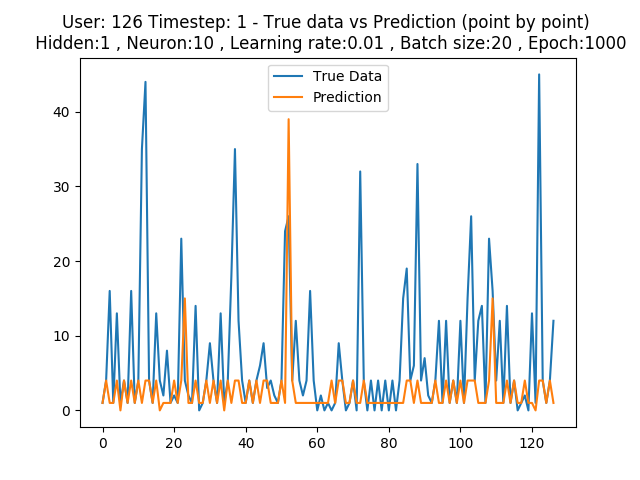 User: 126 Timestep: 1 - True data vs Prediction (point by point)
Hidden:1 , Neuron:10 , Learning rate:0.01 , Batch size:20 , Epoch:1000
True Data
Prediction
40
30
20
10
0
0 20 40 60 80 100 120